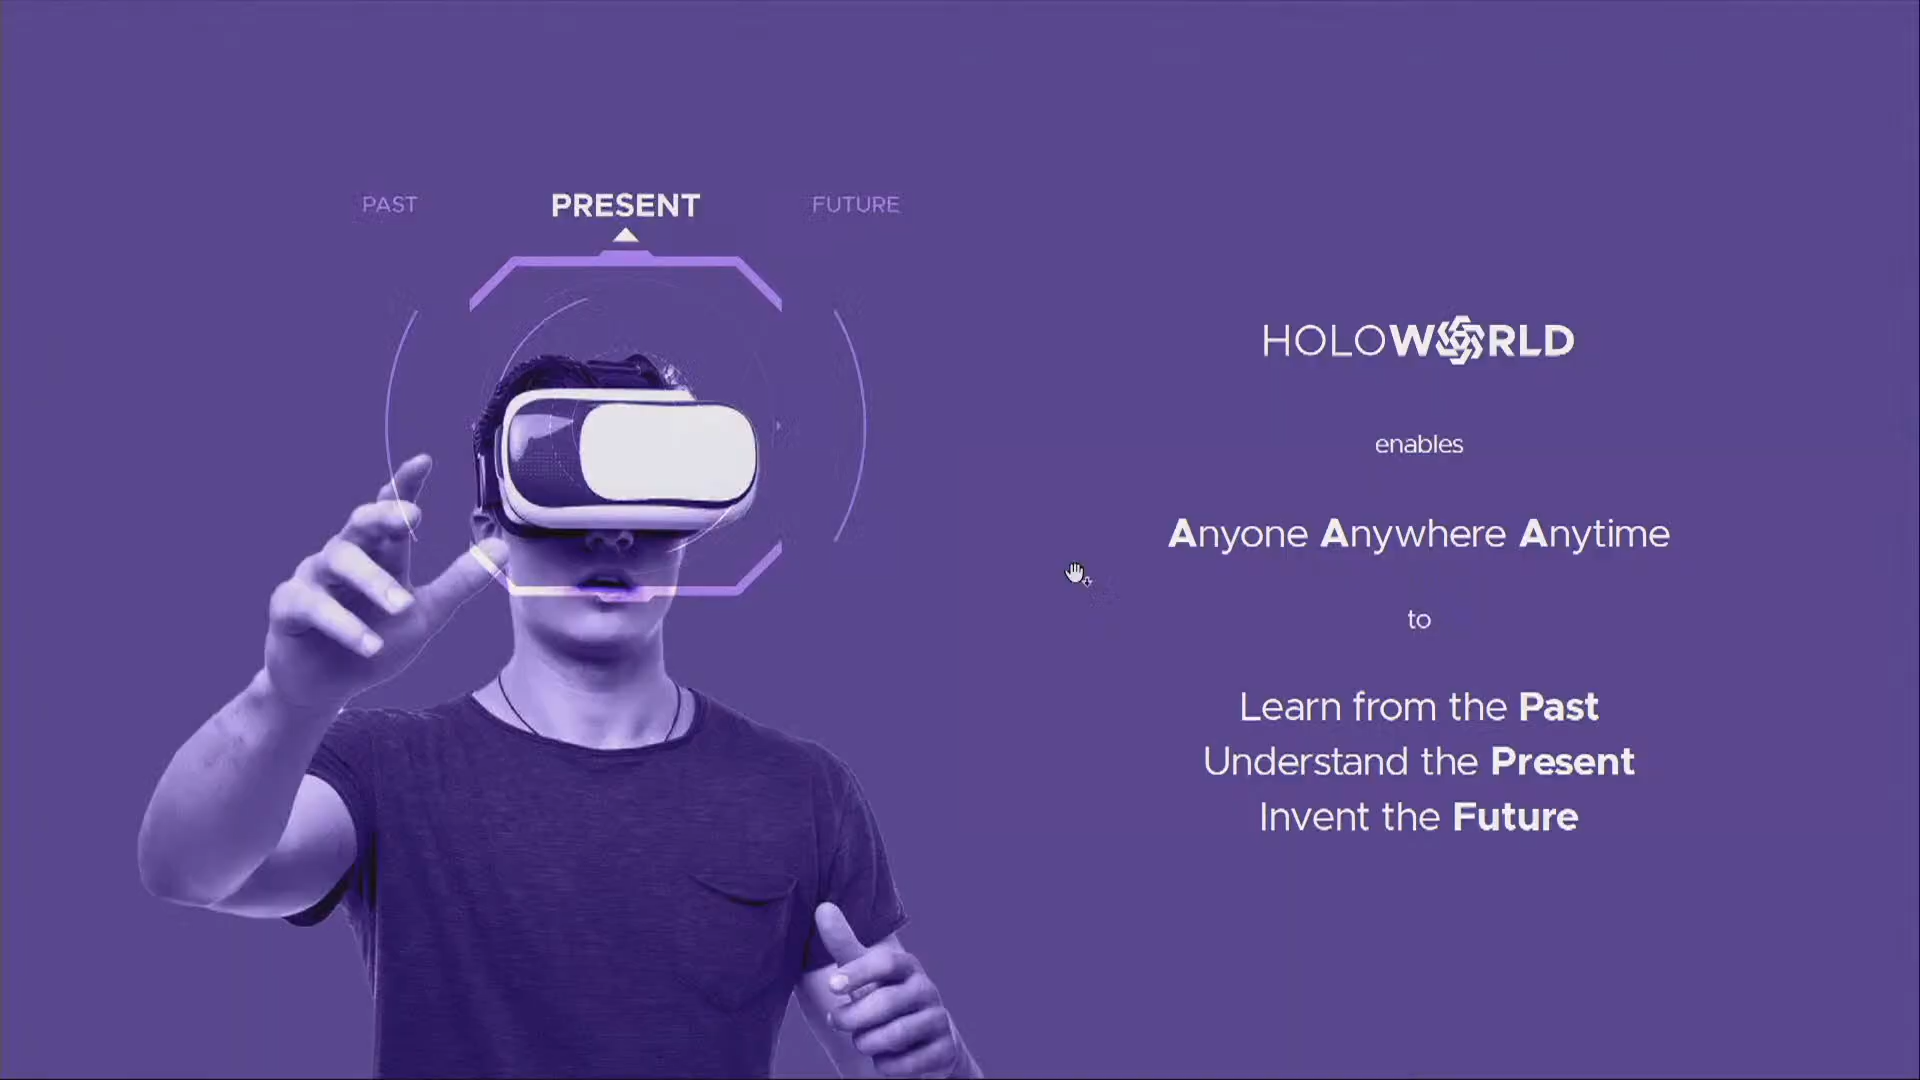 PAST PRESENT FUTURE
HOLOWORLD
enables
Anyone Anywhere Anytime
to
Learn from the Past
Understand the Present
Invent the Future